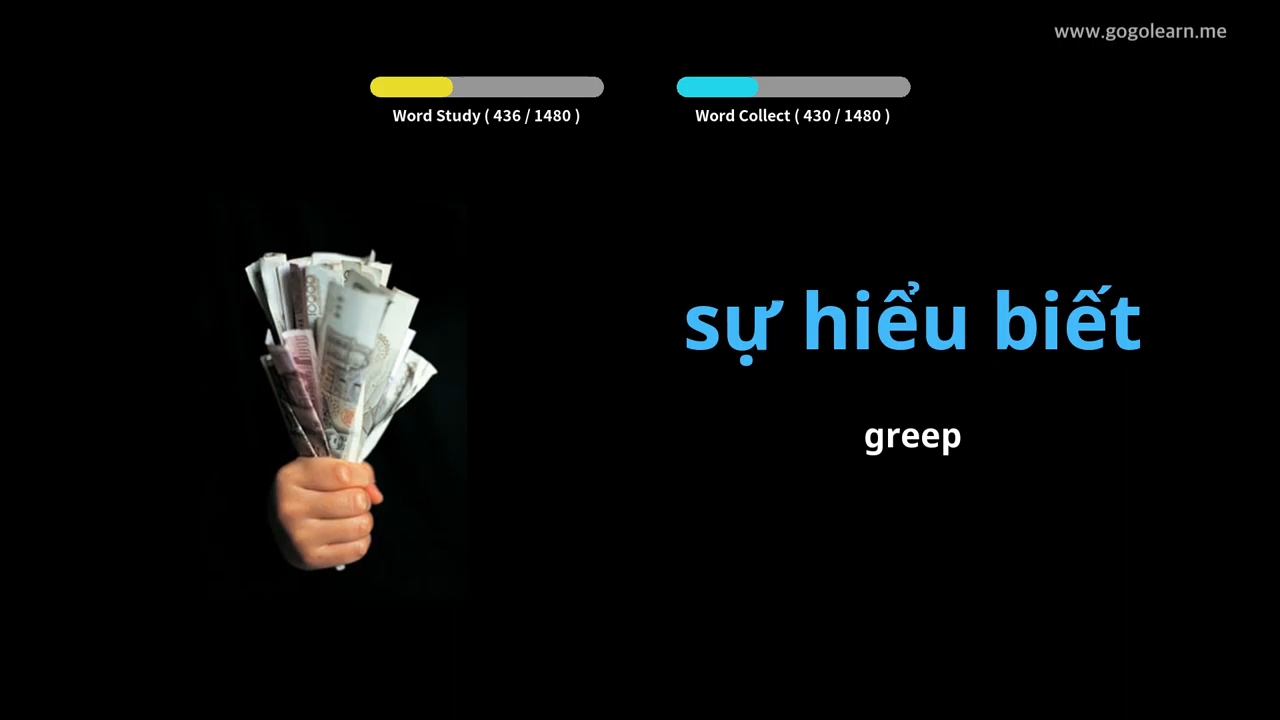 www.gogolearn.me
Word Study ( 436 / 1480 )
Word Collect ( 430 / 1480 )
sự hiểu biết
greep